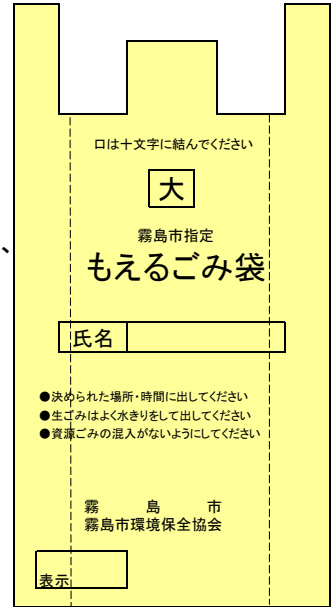 口は十文字に結んでください
大
霧島市指定
、
もえるごみ袋
氏名
●決められた場所・時間に出してください
●生ごみはよく水きりをして出してください
●資源ごみの混入がないようにしてください
霧島市
霧島市環境保全協会
表示